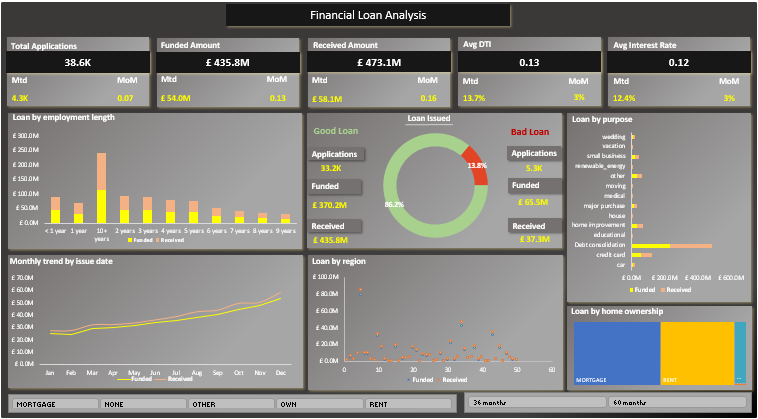 Financial Loan Analysis
Total Applications
38.6K
Mtd MoM
4.3K 0.07
Funded Amount
£ 435.8M
Mtd MoM
£ 54.0M 0.13
Received Amount
£ 473.1M
Mtd MoM
£ 58.1M 0.16
Avg DTI
0.13
Mtd MoM
13.7% 3%
Avg Interest Rate
0.12
Mtd MoM
12.4% 3%
Loan by employment length
£ 300.0M
£ 250.0M
£ 200.0M
£ 150.0M
£ 100.0M
£ 50.0M
£ 0.0M
< 1 year 1 year 10+ years 2 years 3 years 4 years 5 years 6 years 7 years 8 years 9 years
Funded Received
Loan Issued
Good Loan
Applications
33.2K
Funded
£ 370.2M
Received
£ 435.8M
13.8%
86.2%
Bad Loan
Applications
5.3K
Funded
£ 65.5M
Received
£ 37.3M
Loan by purpose
wedding
vacation
small business
renewable_energy
other
moving
medical
major purchase
house
home improvement
educational
Debt consolidation
credit card
car
£ 0.0M £ 200.0M £ 400.0M £ 600.0M
Funded Received
Monthly trend by issue date
£ 70.0M
£ 60.0M
£ 50.0M
£ 40.0M
£ 30.0M
£ 20.0M
£ 10.0M
£ 0.0M
Jan Feb Mar Apr May Jun Jul Aug Sep Oct Nov Dec
Funded Received
Loan by region
£ 100.0M
£ 80.0M
£ 60.0M
£ 40.0M
£ 20.0M
£ 0.0M
0 10 20 30 40 50 60
Funded Received
Loan by home ownership
MORTGAGE RENT
MORTGAGE NONE OTHER OWN RENT
36 months 60 months